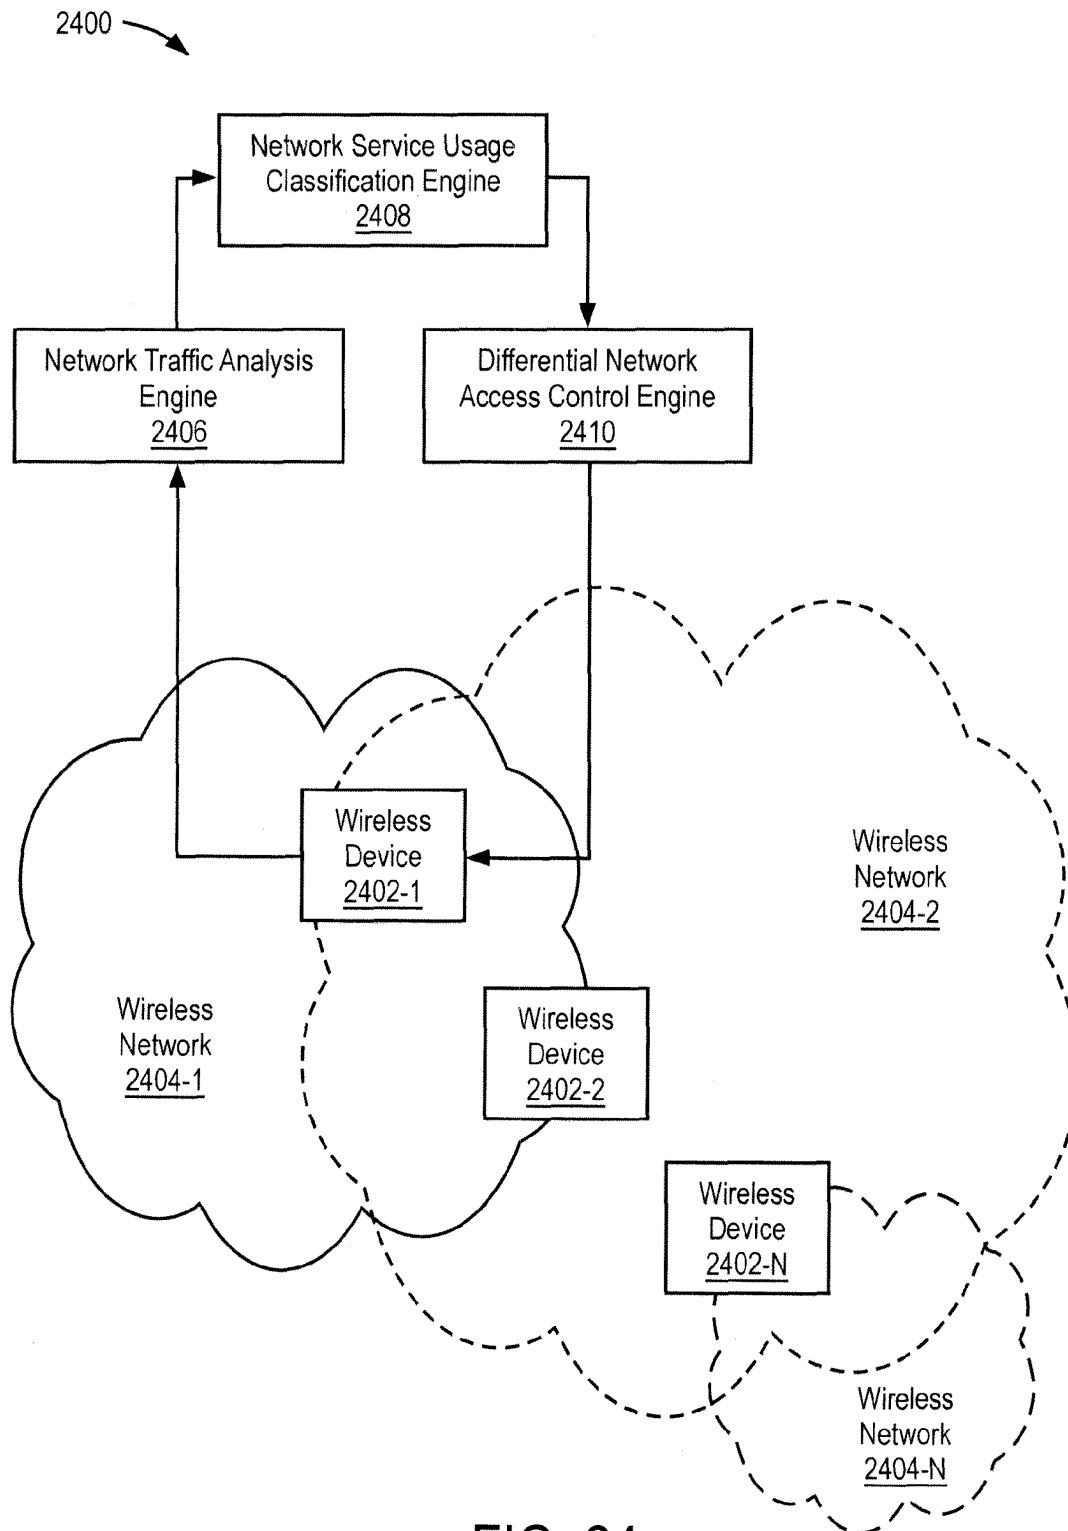 2400
Network Service Usage
Classification Engine
2408
Network Traffic Analysis
Engine
2406
Differential Network
Access Control Engine
2410
Wireless
Device
2402-1
Wireless
Network
2404-2
Wireless
Network
2404-1
Wireless
Device
2402-2
Wireless
Device
2402-N
Wireless
Network
2404-N